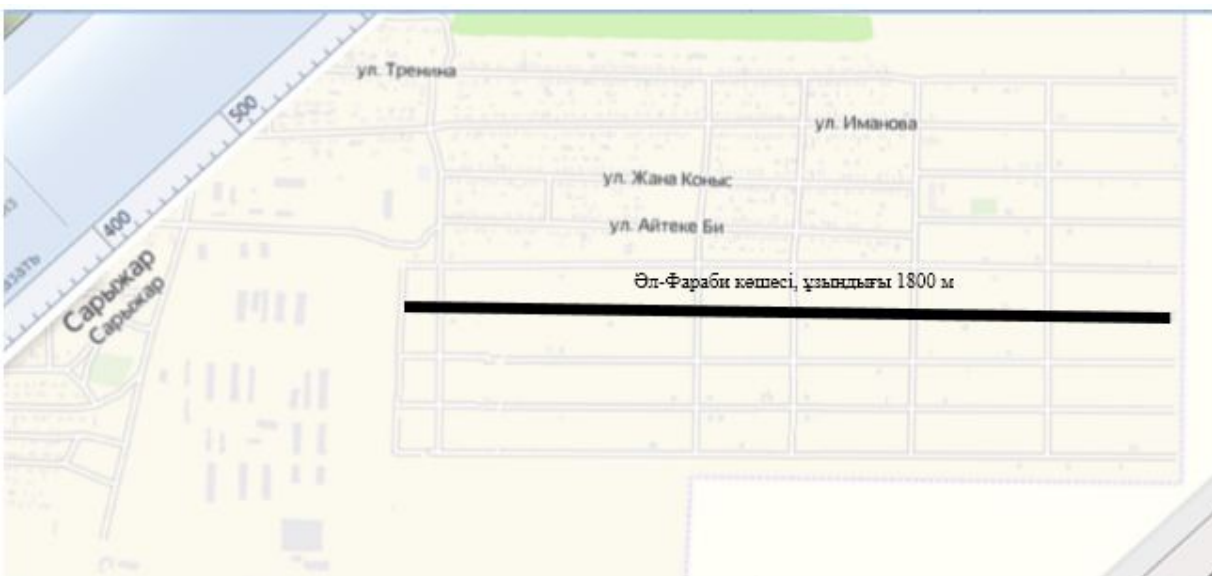 ул. Тренина
500
ул. Иманова
ул. Жана Коныс
400
ул. Айтеке Би
Сарыжар
Сарыжар
Әл-Фараби көшесі, ұзындығы 1800 м